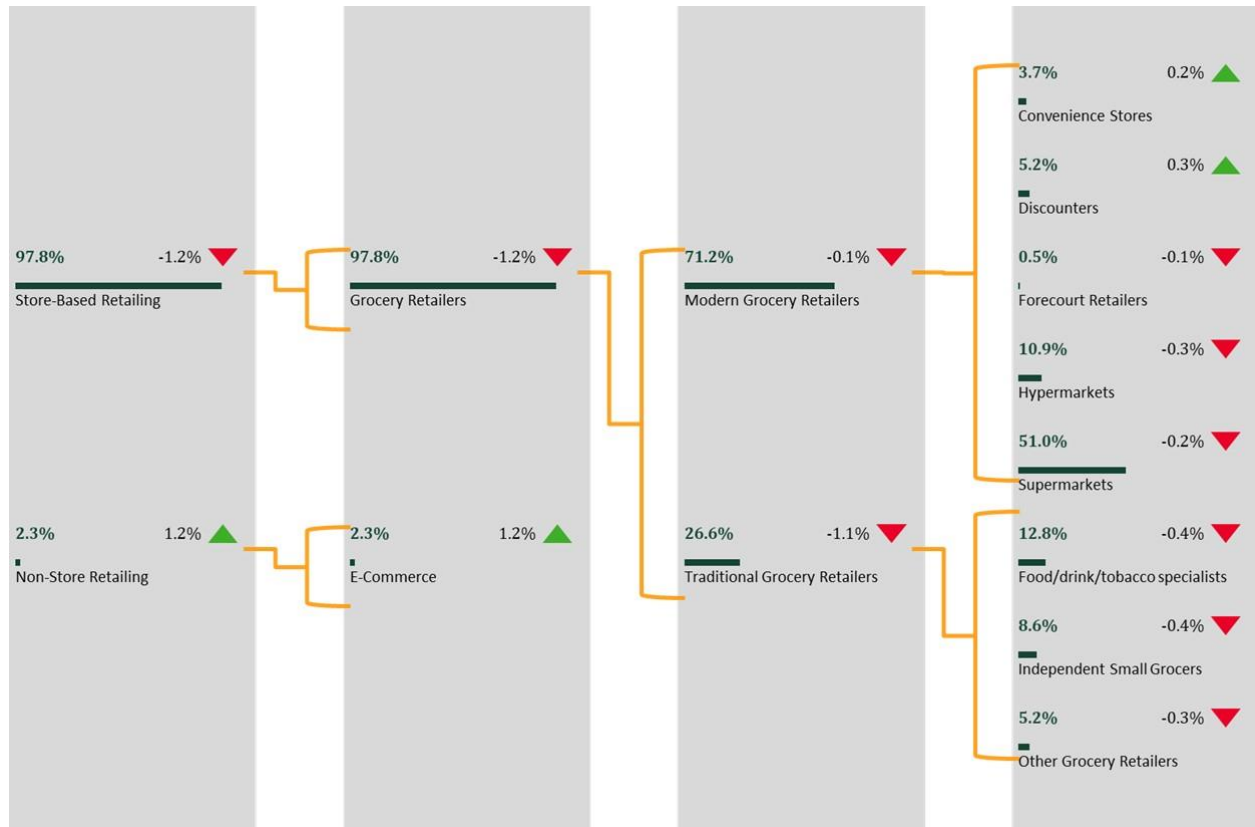 97.8% -1.2%
Store-Based Retailing
2.3% 1.2%
Non-Store Retailing
97.8% -1.2%
Grocery Retailers
2.3% 1.2%
E-Commerce
71.2% -0.1%
Modern Grocery Retailers
26.6% -1.1%
Traditional Grocery Retailers
3.7% 0.2%
Convenience Stores
5.2% 0.3%
Discounters
0.5% -0.1%
Forecourt Retailers
10.9% -0.3%
Hypermarkets
51.0% -0.2%
Supermarkets
12.8% -0.4%
Food/drink/tobacco specialists
8.6% -0.4%
Independent Small Grocers
5.2% -0.3%
Other Grocery Retailers